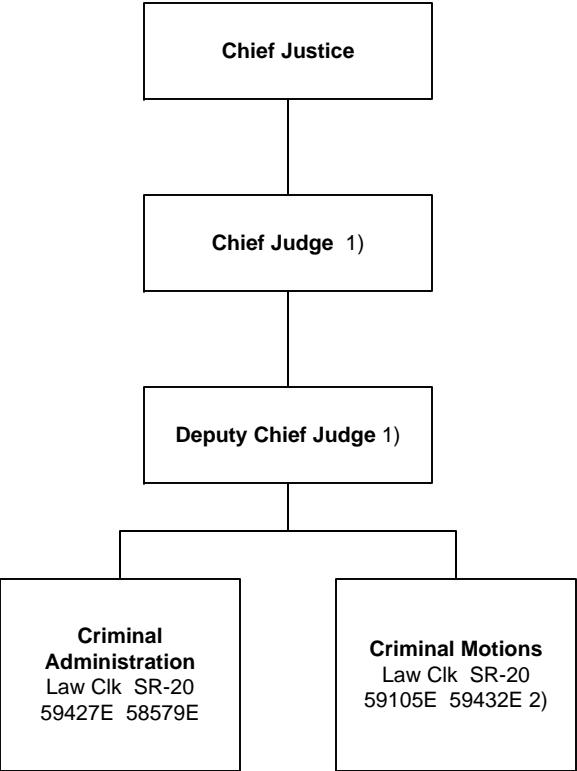 Chief Justice
Chief Judge 1)
Deputy Chief Judge 1)
Criminal
Administration
Law Clk SR-20
59427E 58579E
Criminal Motions
Law Clk SR-20
59105E 59432E 2)